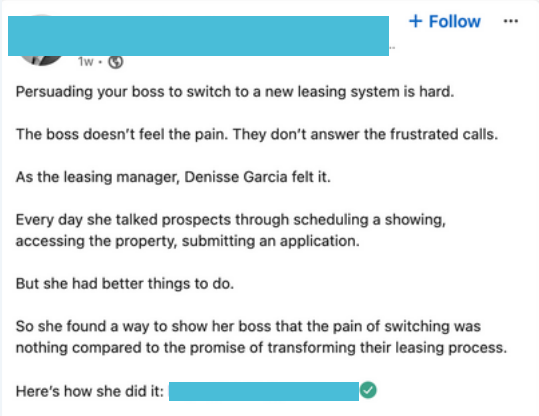 + Follow
1w •
Persuading your boss to switch to a new leasing system is hard.
The boss doesn’t feel the pain. They don’t answer the frustrated calls.
As the leasing manager, Denisse Garcia felt it.
Every day she talked prospects through scheduling a showing,
accessing the property, submitting an application.
But she had better things to do.
So she found a way to show her boss that the pain of switching was
nothing compared to the promise of transforming their leasing process.
Here’s how she did it: